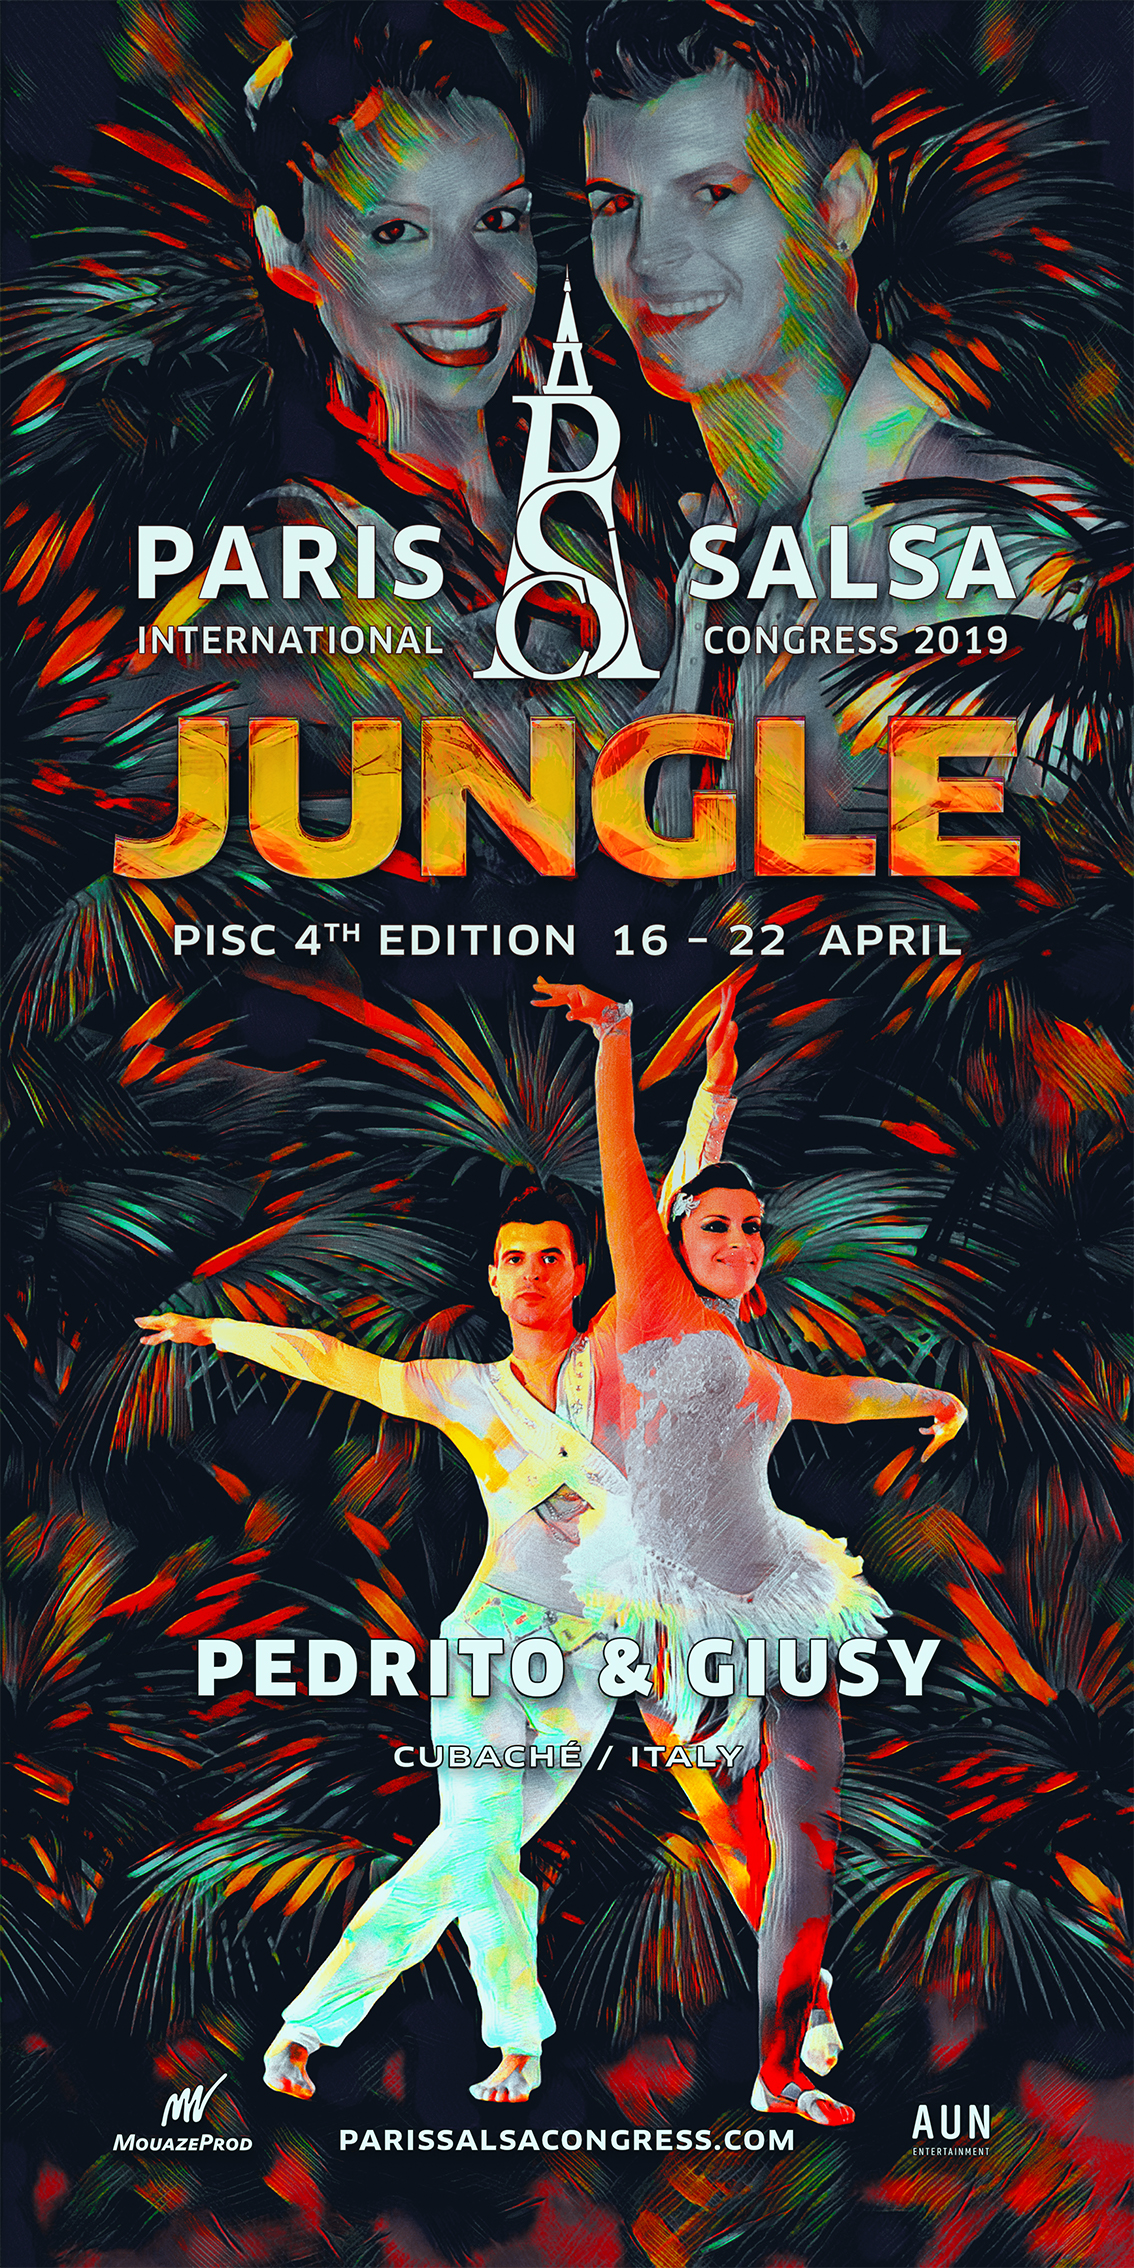 PARIS SALSA
INTERNATIONAL CONGRESS 2019
PISC
JUNGLE
PISC 4TH EDITION 16 - 22 APRIL
PEDRITO & GIUSY
CUBACHÉ / ITALY
MOUAZEPROD
PARISSALSACONGRESS.COM
AUN
ENTERTAINMENT